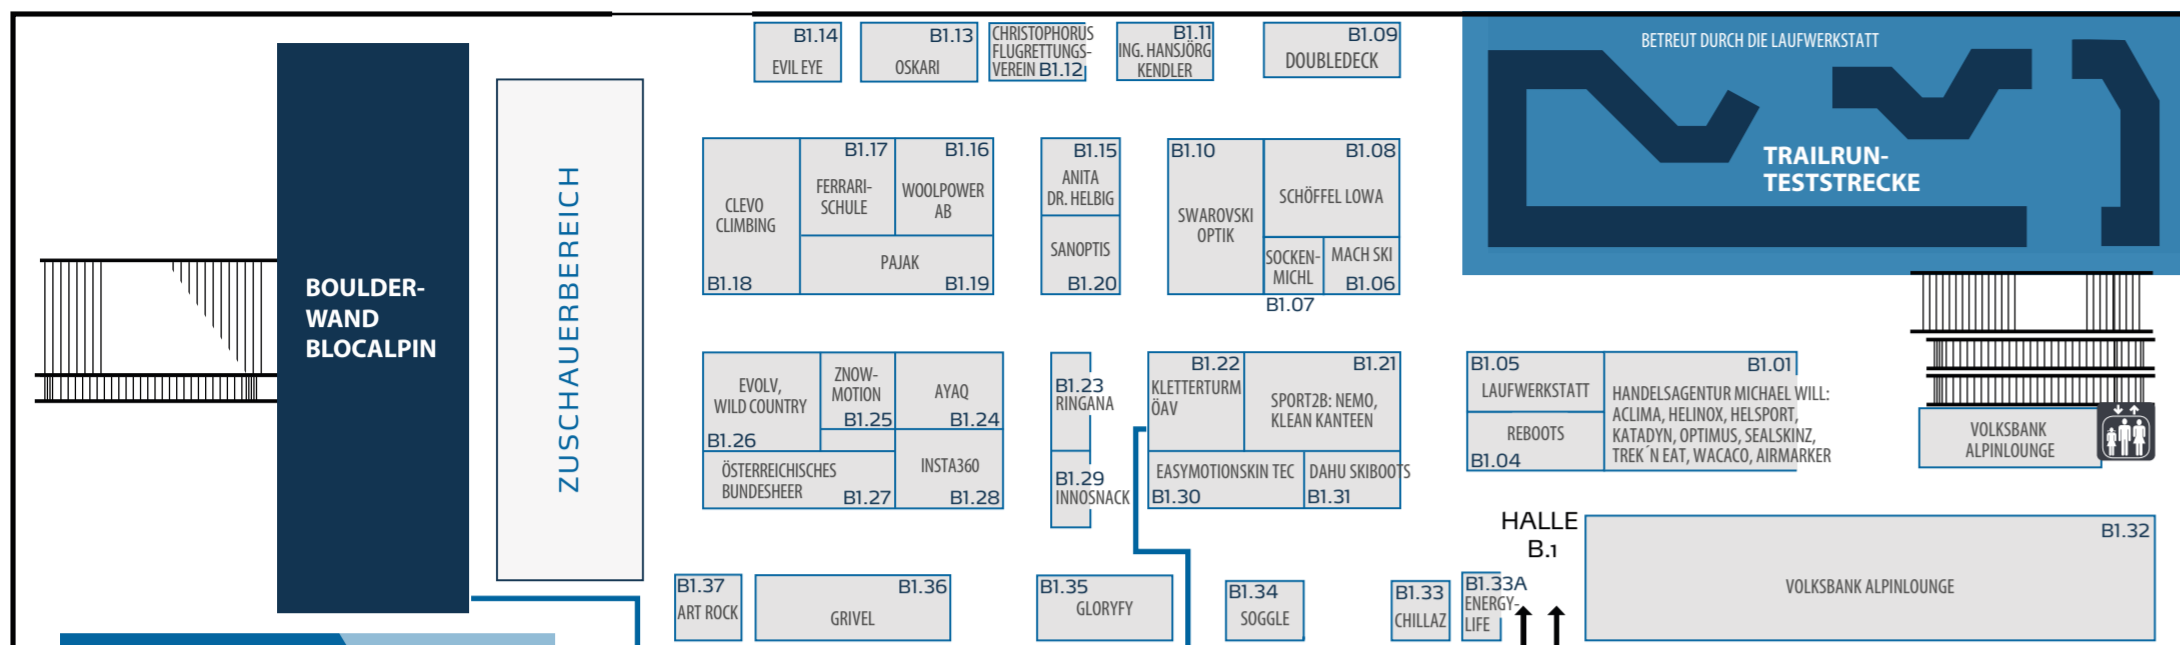 B1.14
EVIL EYE
B1.13
OSKARI
CHRISTOPHORUS
FLUGRETTUNGS-
VEREIN B1.12
B1.11
ING. HANSJÖRG
KENDLER
B1.09
DOUBLEDECK
BETREUT DURCH DIE LAUFWERKSTATT
TRAILRUN-
TESTSTRECKE
BOULDER-
WAND
BLOCALPIN
ZUSCHAUERBEREICH
CLEVO
CLIMBING
B1.18
B1.17
FERRARI-
SCHULE
B1.16
WOOLPOWER
AB
PAJAK
B1.19
B1.15
ANITA
DR. HELBIG
SANOPTIS
B1.20
B1.10
SWAROVSKI
OPTIK
B1.08
SCHÖFFEL LOWA
SOCKEN-
MICHL
B1.07
MACH SKI
B1.06
EVOLV,
WILD COUNTRY
B1.26
ZNOW-
MOTION
B1.25
AYAQ
B1.24
ÖSTERREICHISCHES
BUNDESHEER
B1.27
INSTA360
B1.28
B1.23
RINGANA
B1.29
INNOSNACK
B1.22
KLETTERTURM
ÖAV
B1.21
SPORT2B: NEMO,
KLEAN KANTEEN
EASYMOTIONSKIN TEC
B1.30
DAHU SKIBOOTS
B1.31
B1.05
LAUFWERKSTATT
REBOOTS
B1.04
B1.01
HANDELSAGENTUR MICHAEL WILL:
ACLIMA, HELINOX, HELSPORT,
KATADYN, OPTIMUS, SEALSKINZ,
TREK´N EAT, WACACO, AIRMARKER
VOLKSBANK
ALPINLOUNGE
HALLE
B.1
B1.32
VOLKSBANK ALPINLOUNGE
B1.37
ART ROCK
B1.36
GRIVEL
B1.35
GLORYFY
B1.34
SOGGLE
B1.33
CHILLAZ
B1.33A
ENERGY-
LIFE